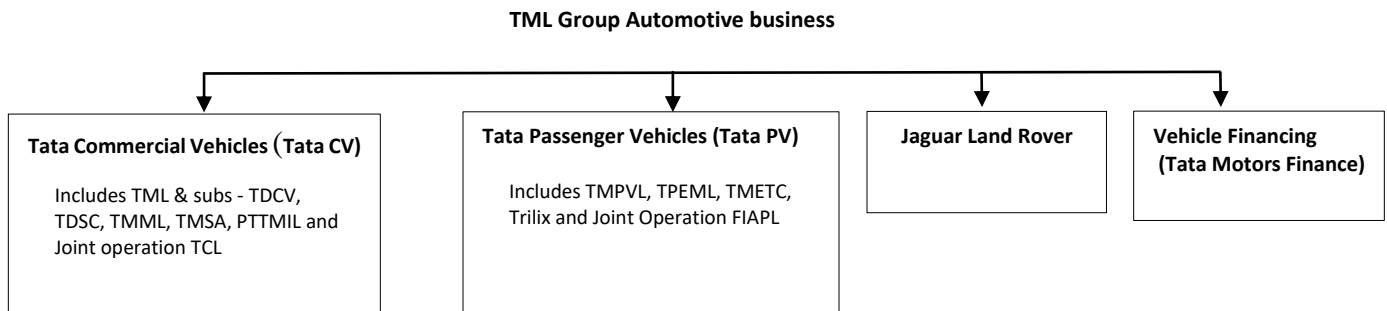 TML Group Automotive business
Tata Commercial Vehicles (Tata CV)
Includes TML & subs - TDCV,
TDSC, TMML, TMSA, PTTMIL and
Joint operation TCL
Tata Passenger Vehicles (Tata PV)
Includes TMPVL, TPEML, TMETC,
Trilix and Joint Operation FIAPL
Jaguar Land Rover
Vehicle Financing
(Tata Motors Finance)